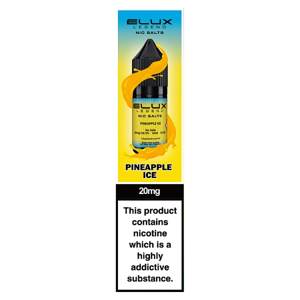 ELUX
LEGEND
NIC SALTS
ELUX
LEGEND
NIC SALTS
PINEAPPLE ICE
PINEAPPLE
ICE
20mg
This product
contains
nicotine
which is a
highly
addictive
substance.